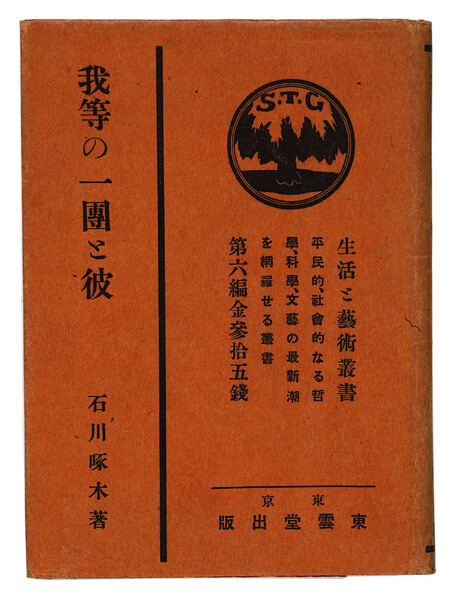 我等の一團と彼
石川啄木著
S.T.G
生活と藝術叢書
平民的、社會的なる哲
學、科學、文藝の最新潮
を網羅せる叢書
第六編金參拾五錢
京東
版出堂雲東